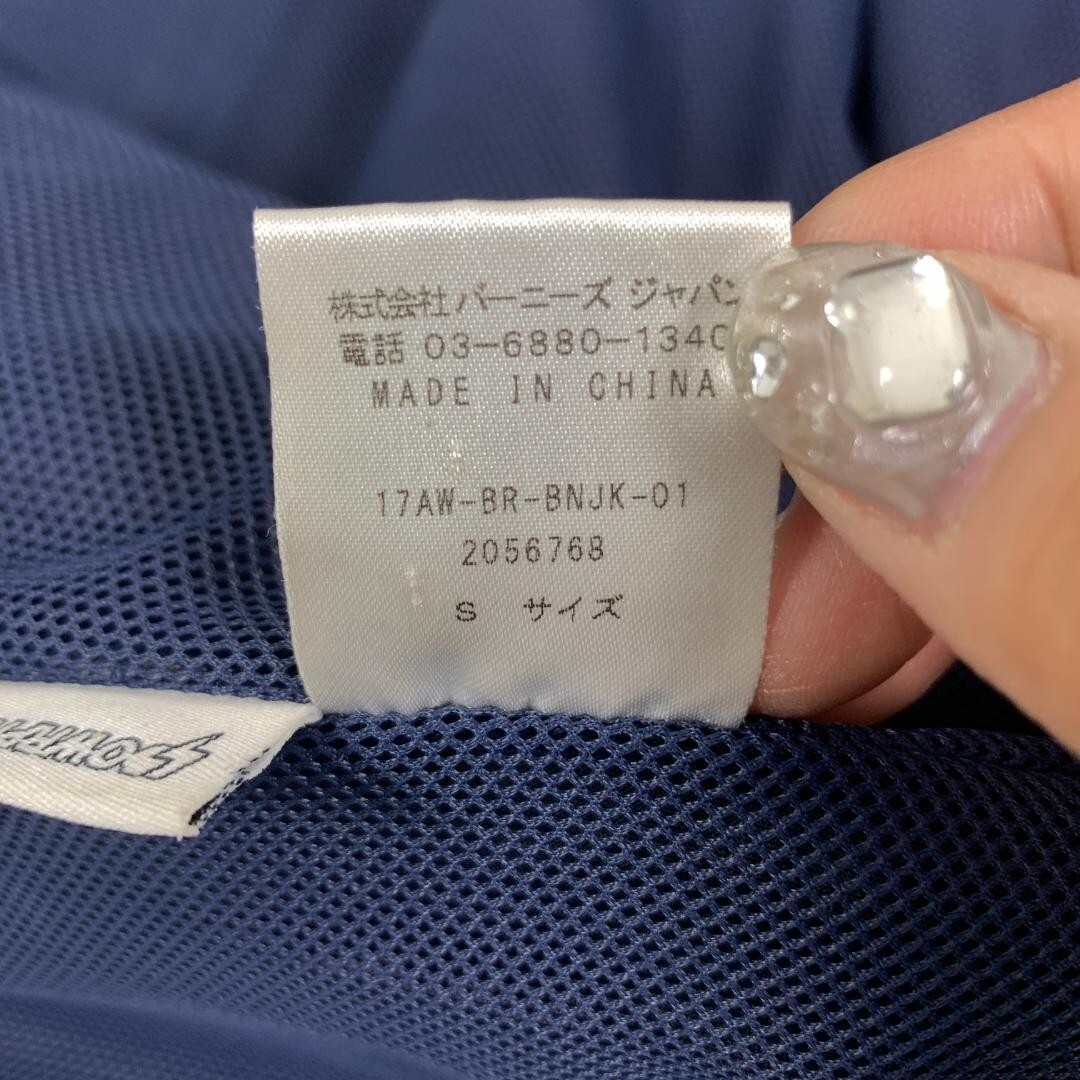 株式会社 バーニーズ ジャパン
電話 03-6880-1340
MADE IN CHINA
17AW-BR-BNJK-01
2056768
S サイズ